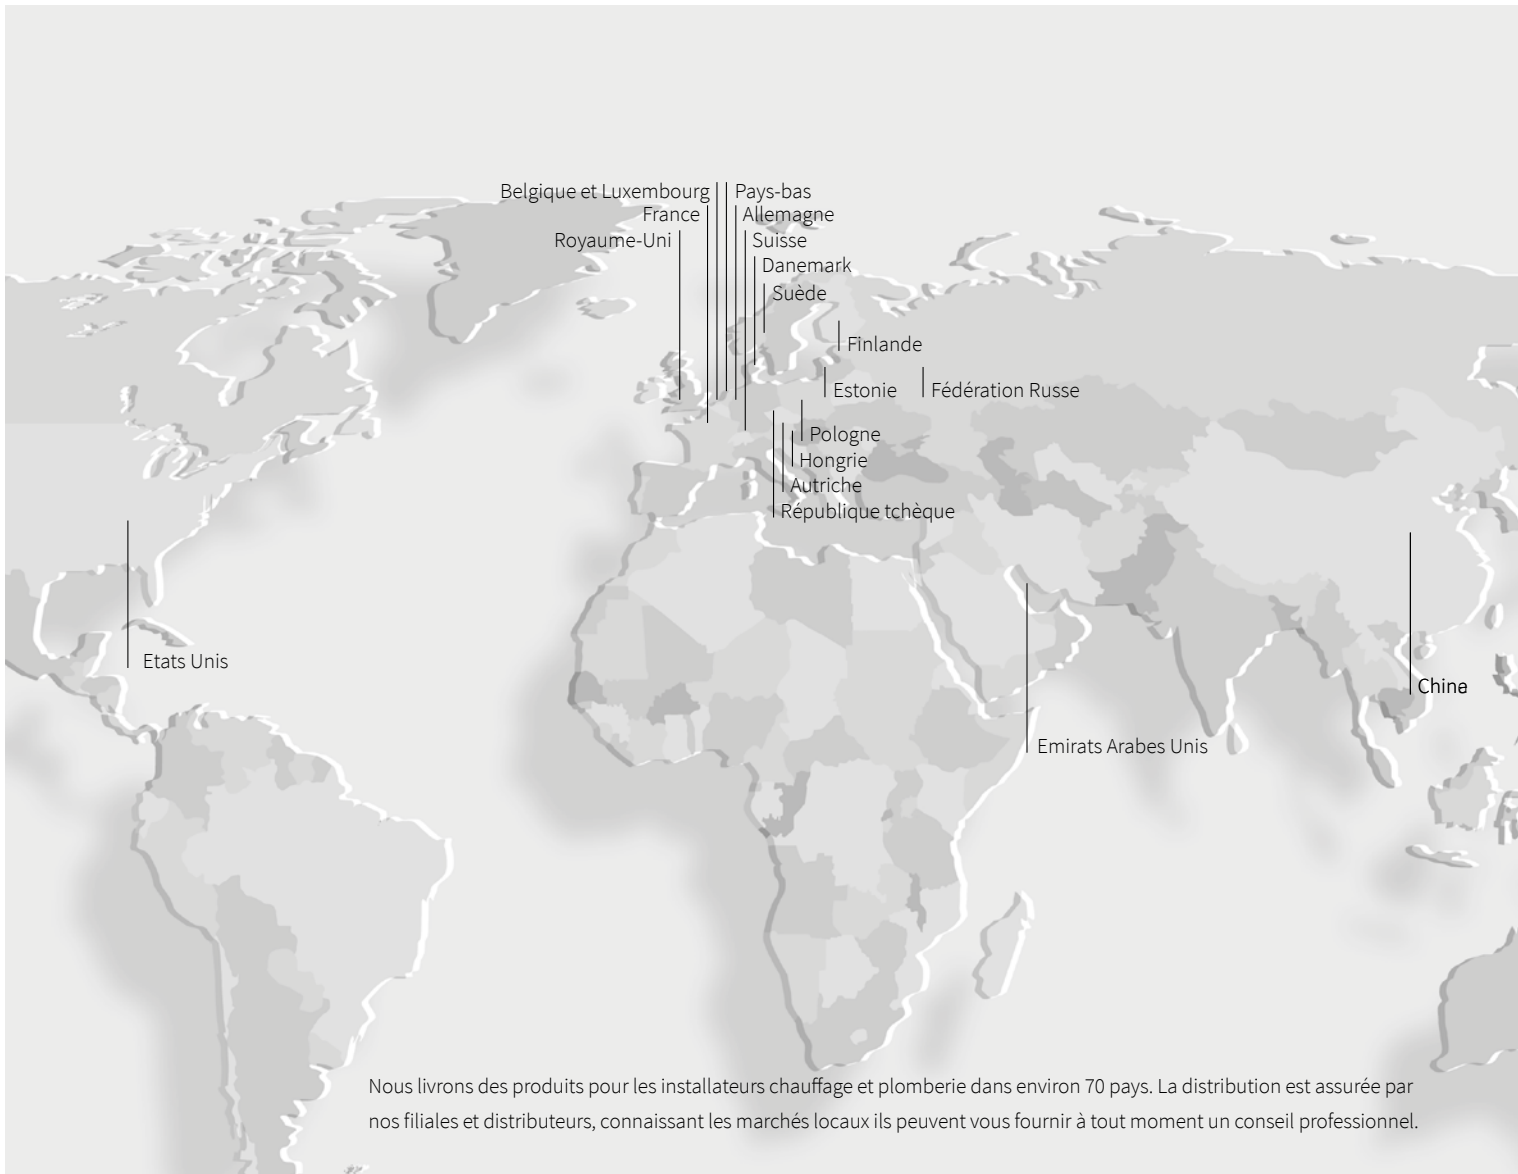 Belgique et Luxembourg
Pays-bas
France
Allemagne
Royaume-Uni
Suisse
Danemark
Suède
Finlande
Estonie
Fédération Russe
Pologne
Hongrie
Autriche
République tchèque
Etats Unis
Chine
Emirats Arabes Unis
Nous livrons des produits pour les installateurs chauffage et plomberie dans environ 70 pays. La distribution est assurée par
nos filiales et distributeurs, connaissant les marchés locaux ils peuvent vous fournir à tout moment un conseil professionnel.